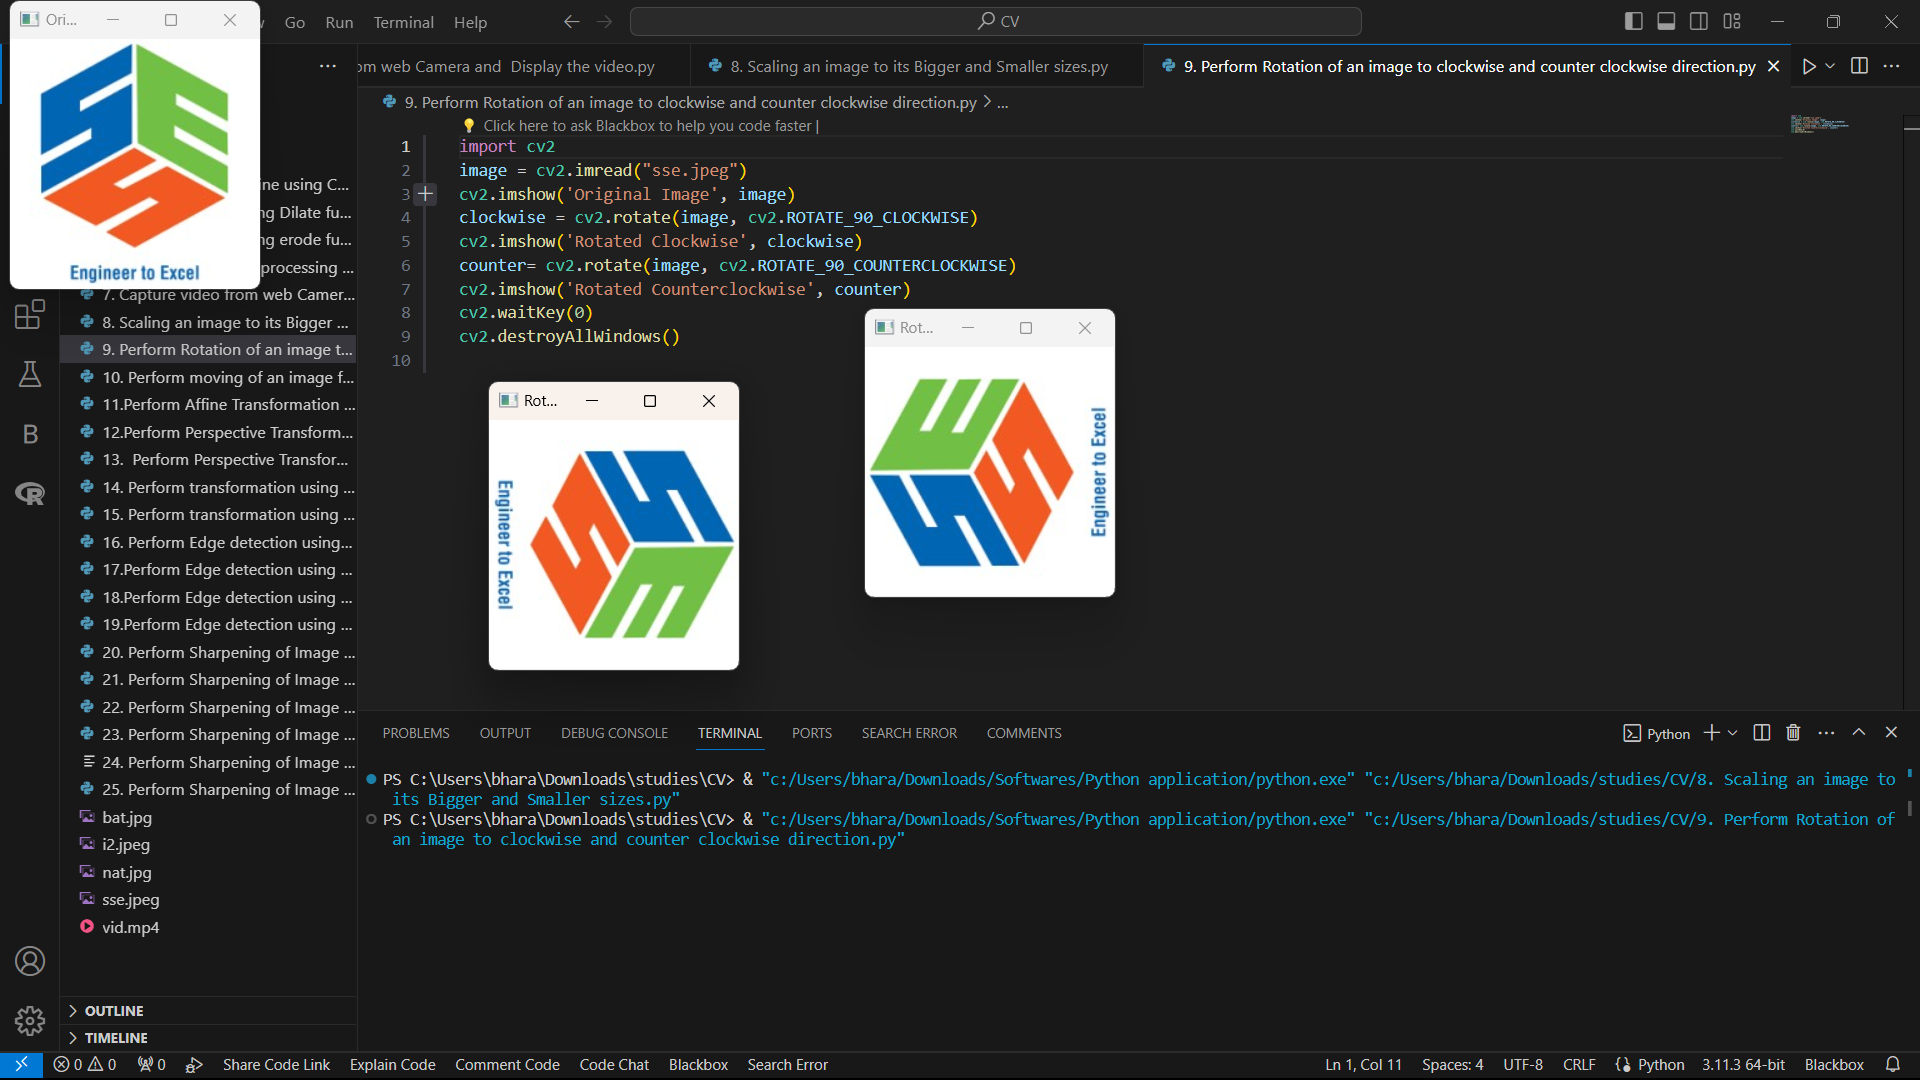 Ori...
Go Run Terminal Help
CV
om web Camera and Display the video.py
8. Scaling an image to its Bigger and Smaller sizes.py
9. Perform Rotation of an image to clockwise and counter clockwise direction.py
9. Perform Rotation of an image to clockwise and counter clockwise direction.py > ...
Click here to ask Blackbox to help you code faster |
1 import cv2
2 image = cv2.imread("sse.jpeg")
3 cv2.imshow('Original Image', image)
4 clockwise = cv2.rotate(image, cv2.ROTATE_90_CLOCKWISE)
5 cv2.imshow('Rotated Clockwise', clockwise)
6 counter= cv2.rotate(image, cv2.ROTATE_90_COUNTERCLOCKWISE)
7 cv2.imshow('Rotated Counterclockwise', counter)
8 cv2.waitKey(0)
9 cv2.destroyAllWindows()
10
SES
Engineer to Excel
Rot...
SES
Engineer to Excel
Rot...
SES
Engineer to Excel
ine using C...
ng Dilate fu...
ng erode fu...
processing ...
7. Capture video from web Camer...
8. Scaling an image to its Bigger ...
9. Perform Rotation of an image t...
10. Perform moving of an image f...
11.Perform Affine Transformation ...
12.Perform Perspective Transform...
13. Perform Perspective Transfor...
14. Perform transformation using ...
15. Perform transformation using ...
16. Perform Edge detection using...
17.Perform Edge detection using ...
18.Perform Edge detection using ...
19.Perform Edge detection using ...
20. Perform Sharpening of Image ...
21. Perform Sharpening of Image ...
22. Perform Sharpening of Image ...
23. Perform Sharpening of Image ...
24. Perform Sharpening of Image ...
25. Perform Sharpening of Image ...
bat.jpg
i2.jpeg
nat.jpg
sse.jpeg
vid.mp4
OUTLINE
TIMELINE
B
R
PROBLEMS OUTPUT DEBUG CONSOLE TERMINAL PORTS SEARCH ERROR COMMENTS
Python
PS C:\Users\bhara\Downloads\studies\CV> & "c:/Users/bhara/Downloads/Softwares/Python application/python.exe" "c:/Users/bhara/Downloads/studies/CV/8. Scaling an image to
its Bigger and Smaller sizes.py"
PS C:\Users\bhara\Downloads\studies\CV> & "c:/Users/bhara/Downloads/Softwares/Python application/python.exe" "c:/Users/bhara/Downloads/studies/CV/9. Perform Rotation of
an image to clockwise and counter clockwise direction.py"
0 0 0 Share Code Link Explain Code Comment Code Code Chat Blackbox Search Error Ln 1, Col 11 Spaces: 4 UTF-8 CRLF Python 3.11.3 64-bit Blackbox